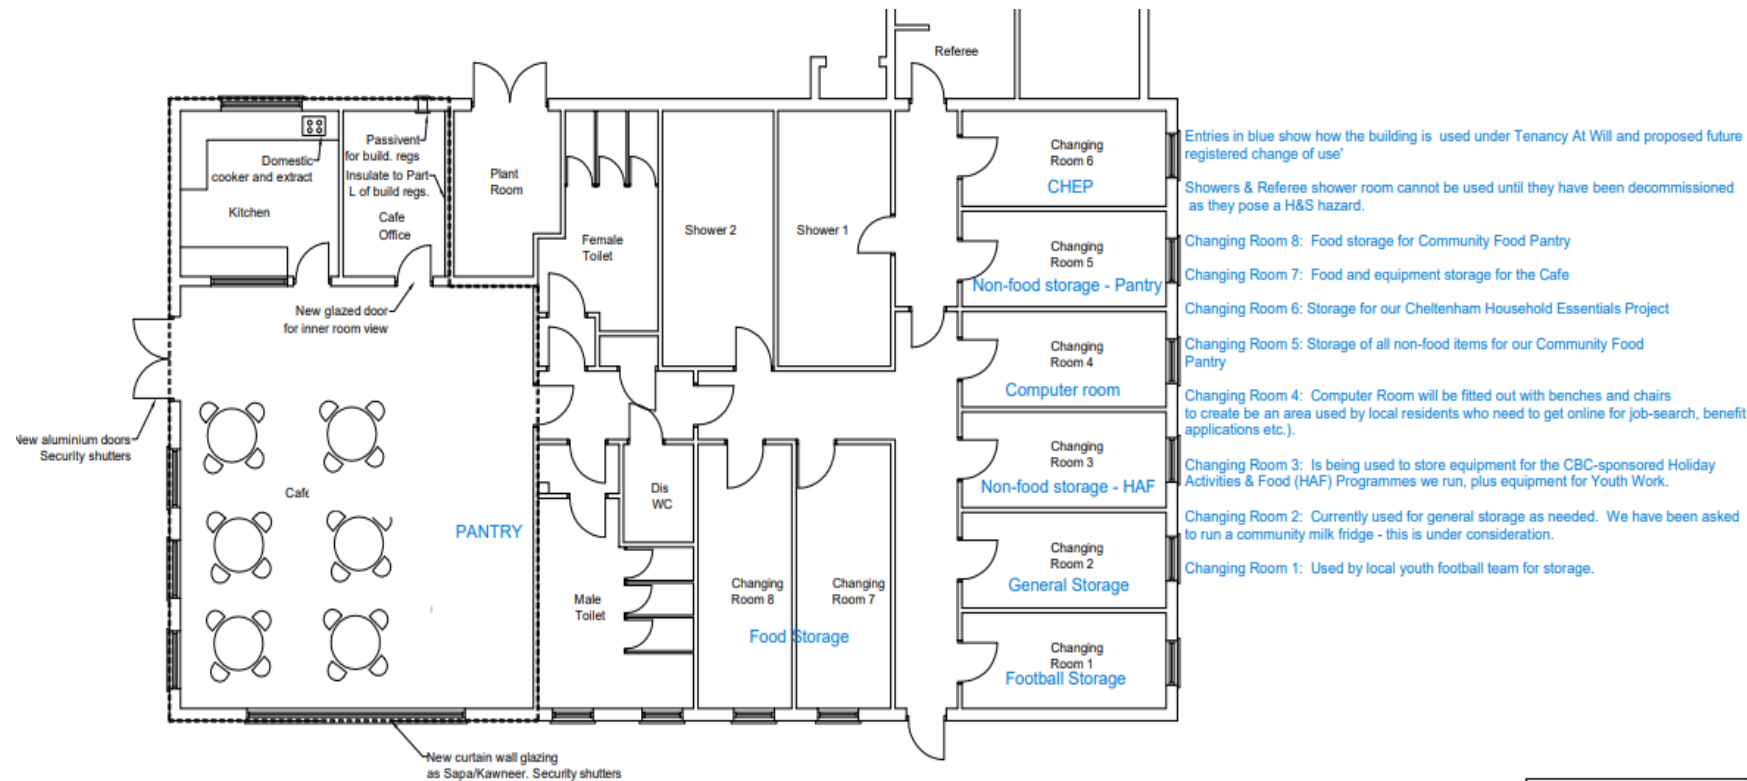 Referee
Passivent
for build. regs
Domestic
cooker and extract
Insulate to Part
L of build regs.
Kitchen
Cafe
Office
Plant
Room
Female
Toilet
Shower 2
Shower 1
Changing
Room 6
CHEP
Changing
Room 5
Non-food storage - Pantry
New glazed door
for inner room view
Changing
Room 4
Computer room
New aluminium doors
Security shutters
Cafe
PANTRY
Dis
WC
Changing
Room 3
Non-food storage - HAF
Changing
Room 2
General Storage
Male
Toilet
Changing
Room 8
Changing
Room 7
Food Storage
Changing
Room 1
Football Storage
New curtain wall glazing
as Sapa/Kawneer. Security shutters
Entries in blue show how the building is used under Tenancy At Will and proposed future
registered change of use'
Showers & Referee shower room cannot be used until they have been decommissioned
as they pose a H&S hazard.
Changing Room 8: Food storage for Community Food Pantry
Changing Room 7: Food and equipment storage for the Cafe
Changing Room 6: Storage for our Cheltenham Household Essentials Project
Changing Room 5: Storage of all non-food items for our Community Food
Pantry
Changing Room 4: Computer Room will be fitted out with benches and chairs
to create be an area used by local residents who need to get online for job-search, benefit
applications etc.).
Changing Room 3: Is being used to store equipment for the CBC-sponsored Holiday
Activities & Food (HAF) Programmes we run, plus equipment for Youth Work.
Changing Room 2: Currently used for general storage as needed. We have been asked
to run a community milk fridge - this is under consideration.
Changing Room 1: Used by local youth football team for storage.